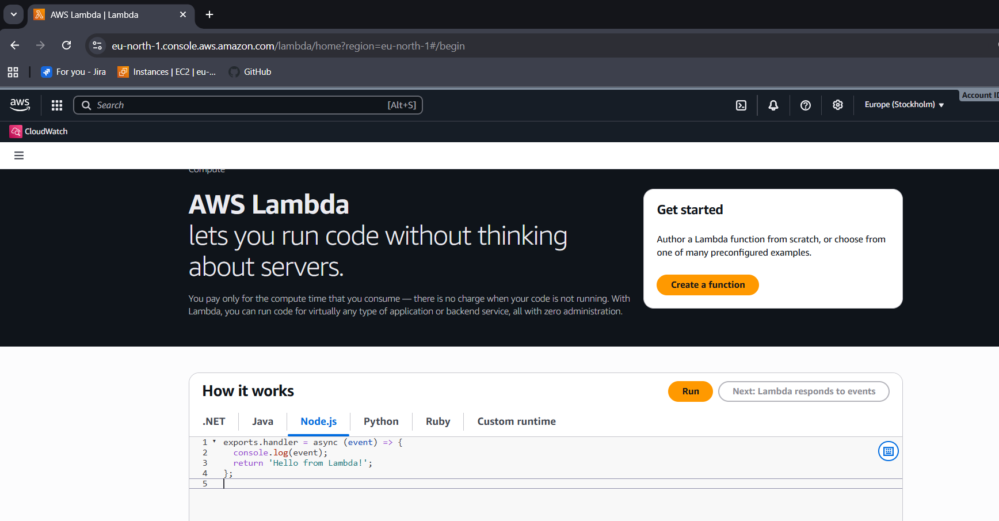 AWS Lambda | Lambda
eu-north-1.console.aws.amazon.com/lambda/home?region=eu-north-1#/begin
For you - Jira
Instances | EC2 | eu-...
GitHub
aws
Search
[Alt+S]
Europe (Stockholm)
Account ID
CloudWatch
Compute
AWS Lambda
lets you run code without thinking
about servers.
You pay only for the compute time that you consume — there is no charge when your code is not running. With
Lambda, you can run code for virtually any type of application or backend service, all with zero administration.
Get started
Author a Lambda function from scratch, or choose from
one of many preconfigured examples.
Create a function
How it works
Run
Next: Lambda responds to events
.NET
Java
Node.js
Python
Ruby
Custom runtime
1 exports.handler = async (event) => {
2 console.log(event);
3 return 'Hello from Lambda!';
4 };
5